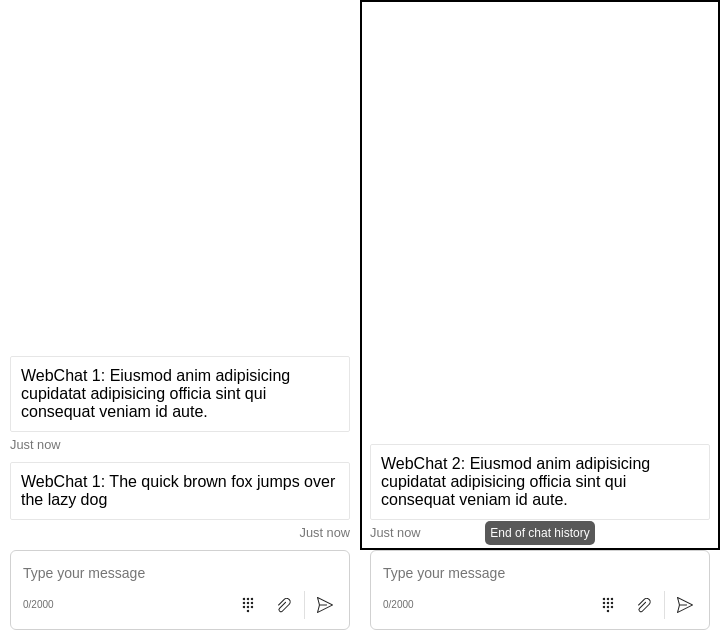 WebChat 1: Eiusmod anim adipisicing
cupidatat adipisicing officia sint qui
consequat veniam id aute.
Just now
WebChat 1: The quick brown fox jumps over
the lazy dog
Just now
Type your message
0/2000
WebChat 2: Eiusmod anim adipisicing
cupidatat adipisicing officia sint qui
consequat veniam id aute.
Just now
End of chat history
Type your message
0/2000